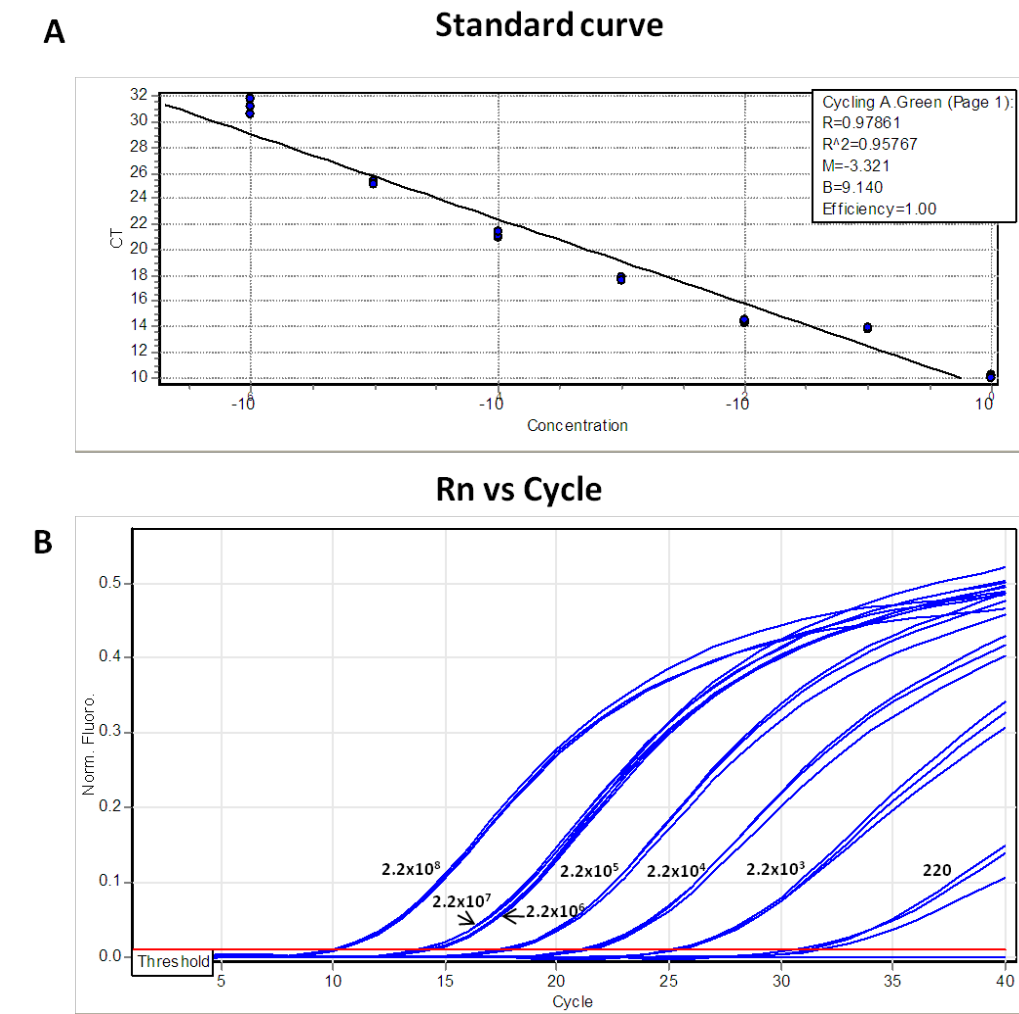 A
Standard curve
32
30
28
26
24
22
20
18
16
14
12
10
CT
Cycling A.Green (Page 1):
R=0.97861
R^2=0.95767
M=-3.321
B=9.140
Efficiency=1.00
10
Concentration
Rn vs Cycle
B
0.5
0.4
0.3
0.2
0.1
0.0
Norm. Fluoro.
2.2x10⁸
2.2x10⁷
2.2x10⁶
2.2x10⁵
2.2x10⁴
2.2x10³
220
Threshold
5 10 15 20 25 30 35 40
Cycle